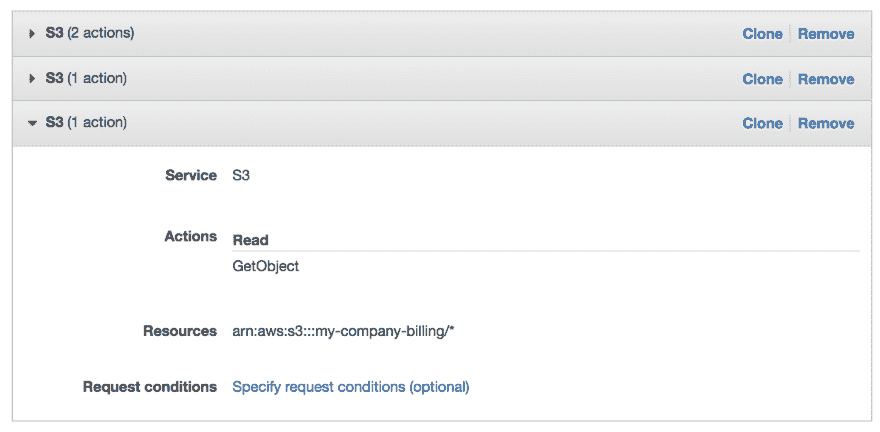 S3 (2 actions) Clone Remove
S3 (1 action) Clone Remove
S3 (1 action) Clone Remove
Service S3
Actions Read
GetObject
Resources arn:aws:s3:::my-company-billing/*
Request conditions Specify request conditions (optional)